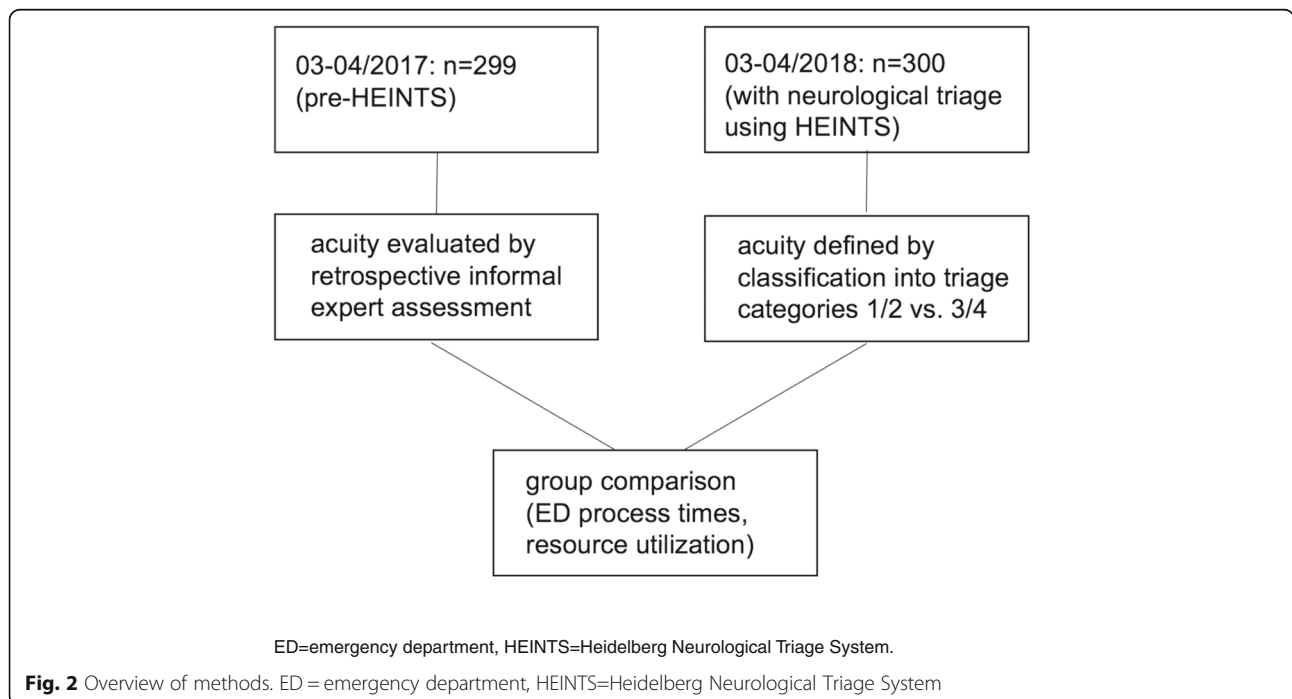 03-04/2017: n=299
(pre-HEINTS)
03-04/2018: n=300
(with neurological triage
using HEINTS)
acuity evaluated by
retrospective informal
expert assessment
acuity defined by
classification into triage
categories 1/2 vs. 3/4
group comparison
(ED process times,
resource utilization)
ED=emergency department, HEINTS=Heidelberg Neurological Triage System.
Fig. 2 Overview of methods. ED = emergency department, HEINTS=Heidelberg Neurological Triage System